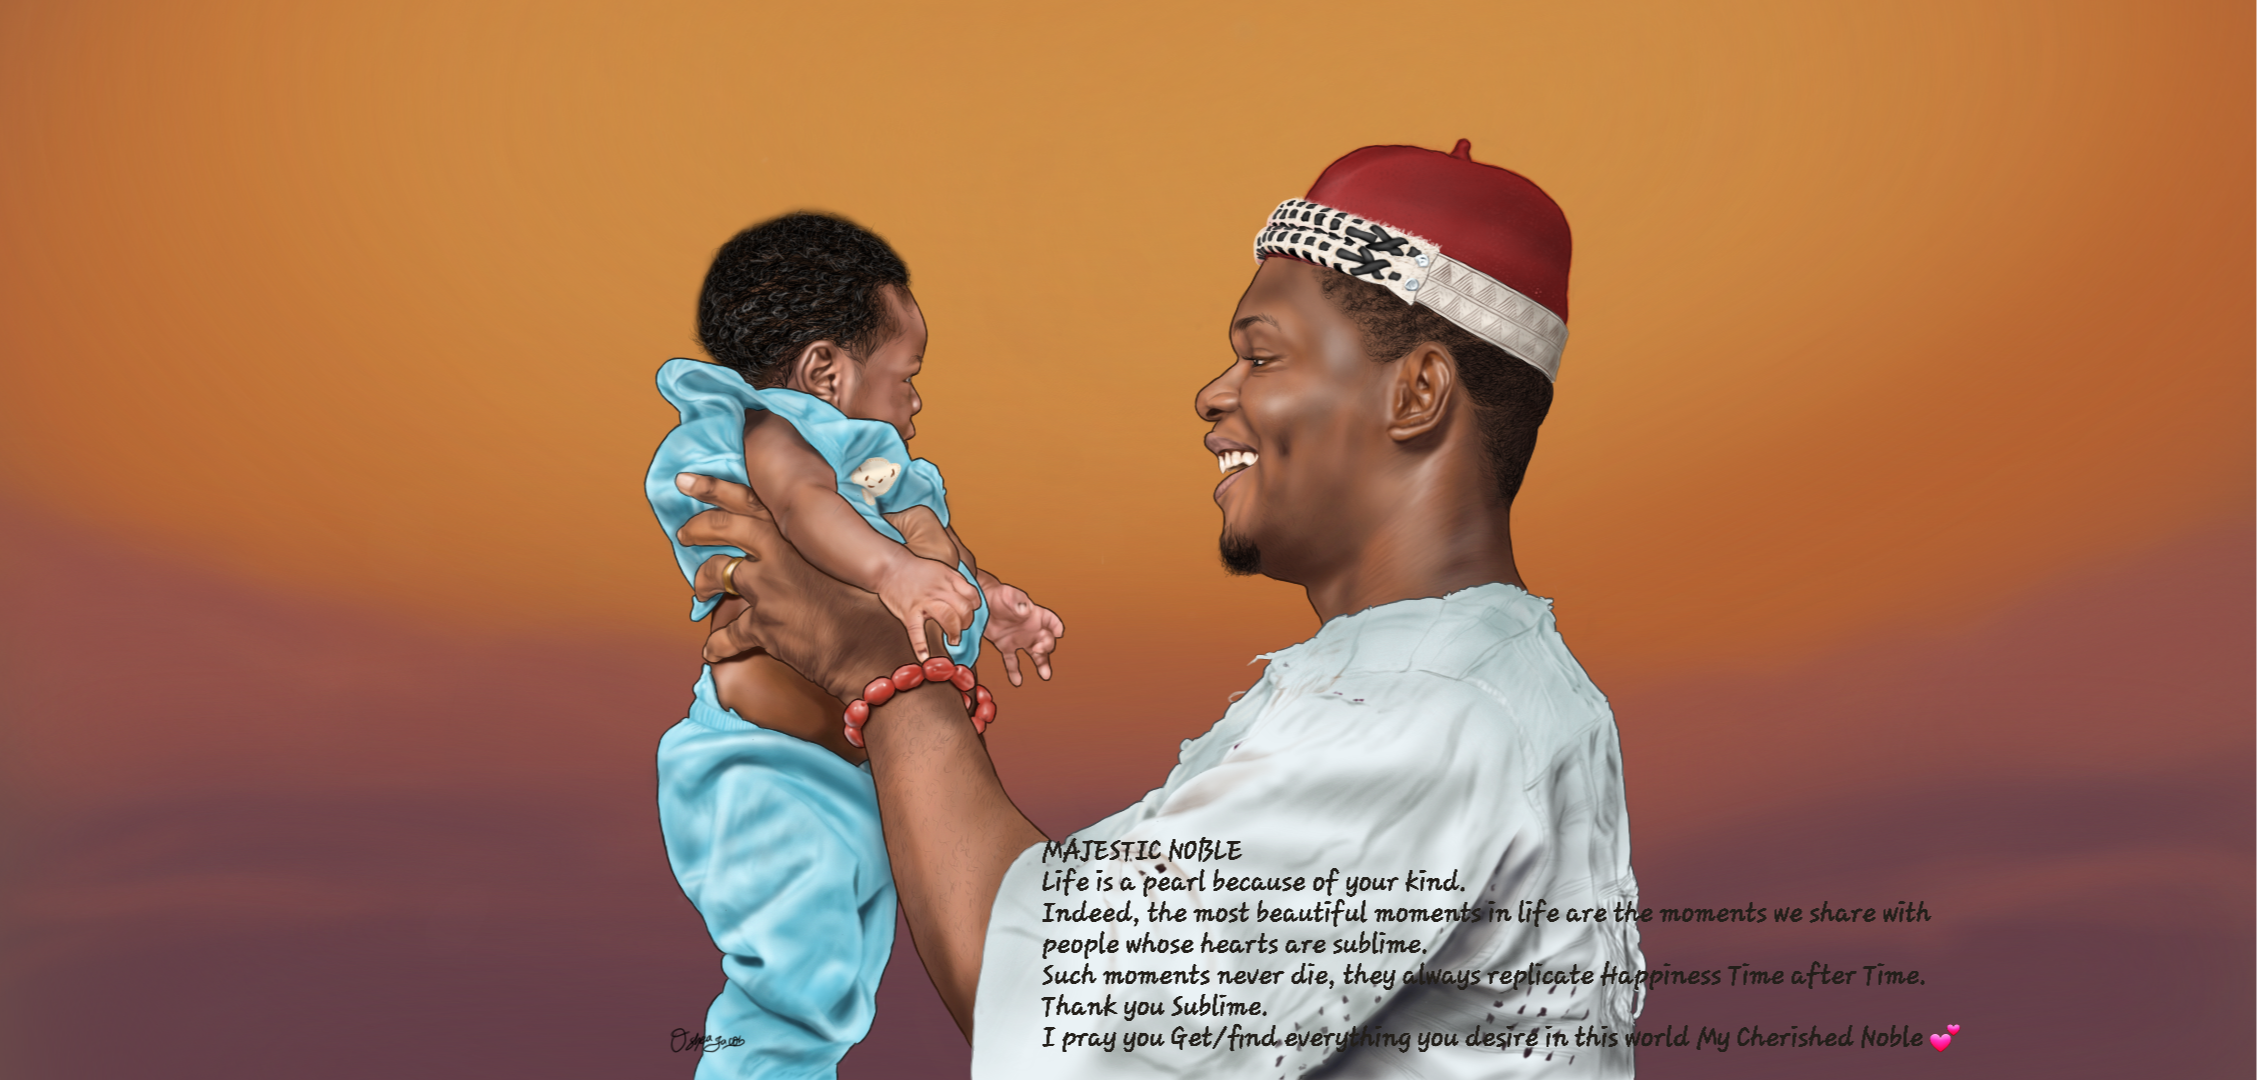 MAJESTIC NOBLE
Life is a pearl because of your kind.
Indeed, the most beautiful moments in life are the moments we share with
people whose hearts are sublime.
Such moments never die, they always replicate Happiness Time after Time.
Thank you Sublime.
I pray you Get/find everything you desire in this world My Cherished Noble 💕